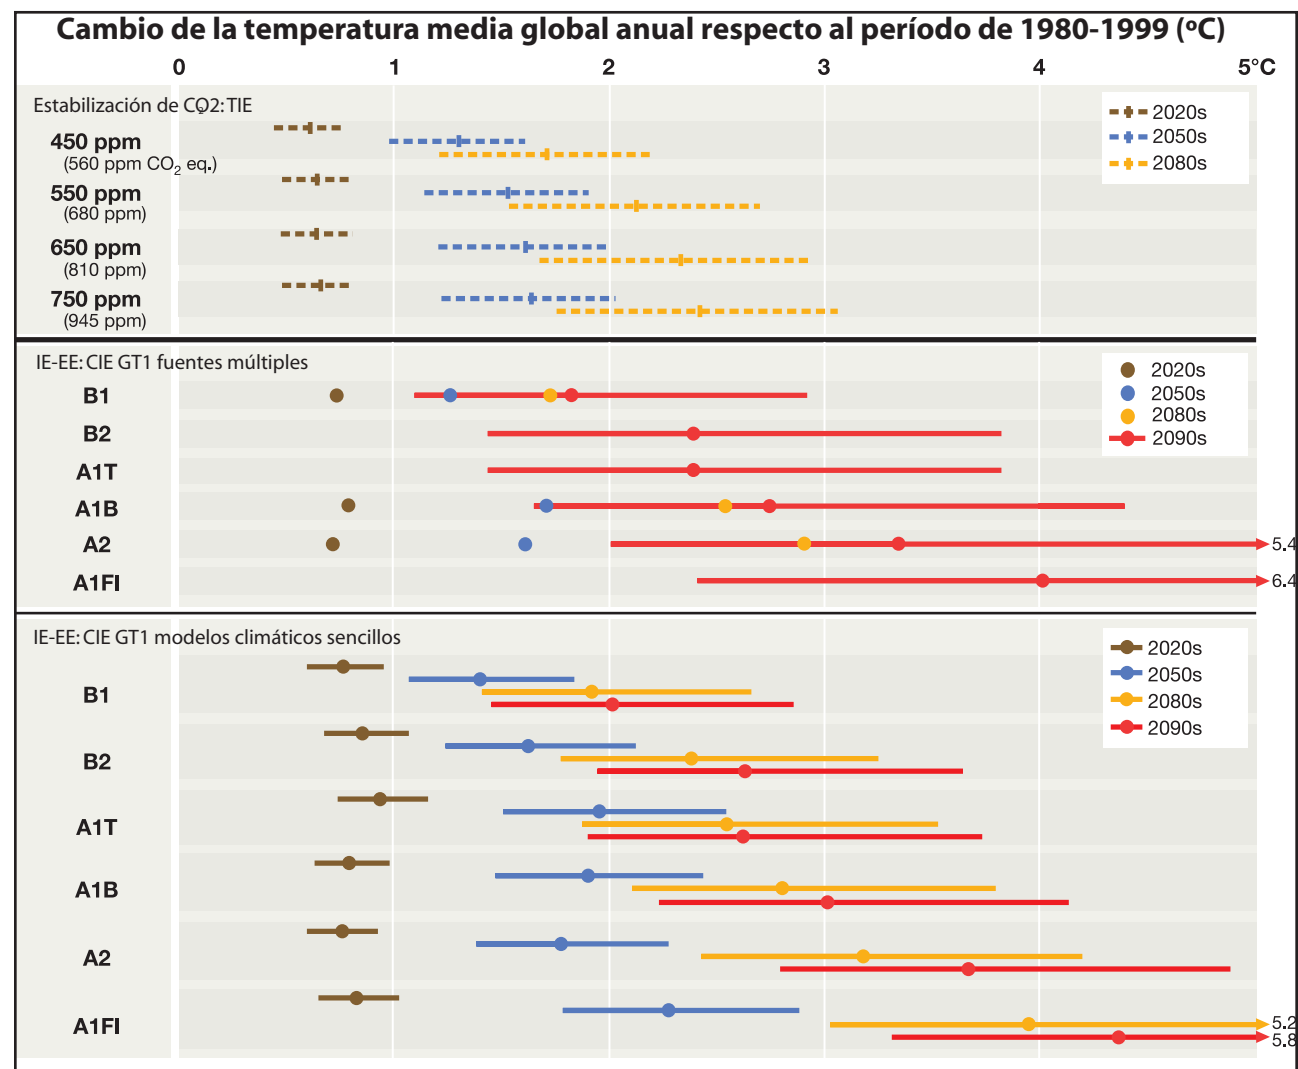 Cambio de la temperatura media global anual respecto al período de 1980-1999 (ºC)
0 1 2 3 4 5°C
Estabilización de CO2: TIE
450 ppm
(560 ppm CO2 eq.)
550 ppm
(680 ppm)
650 ppm
(810 ppm)
750 ppm
(945 ppm)
2020s
2050s
2080s
IE-EE: CIE GT1 fuentes múltiples
2020s
2050s
2080s
2090s
B1
B2
A1T
A1B
A2
5.4
A1FI
6.4
IE-EE: CIE GT1 modelos climáticos sencillos
2020s
2050s
2080s
2090s
B1
B2
A1T
A1B
A2
A1FI
5.2
5.8